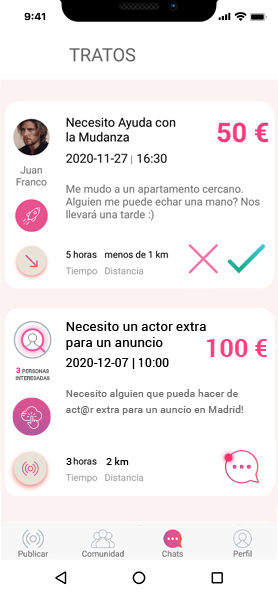 9:41
TRATOS
Necesito Ayuda con
la Mudanza
50 €
2020-11-27 | 16:30
Juan
Franco
Me mudo a un apartamento cercano.
Alguien me puede echar una mano? Nos
llevará una tarde :)
5 horas menos de 1 km
Tiempo Distancia
Necesito un actor extra
para un anuncio
100 €
2020-12-07 | 10:00
3 PERSONAS
INTERESADAS
Necesito alguien que pueda hacer de
act@r extra para un auncio en Madrid!
3 horas 2 km
Tiempo Distancia
Publicar Comunidad Chats Perfil